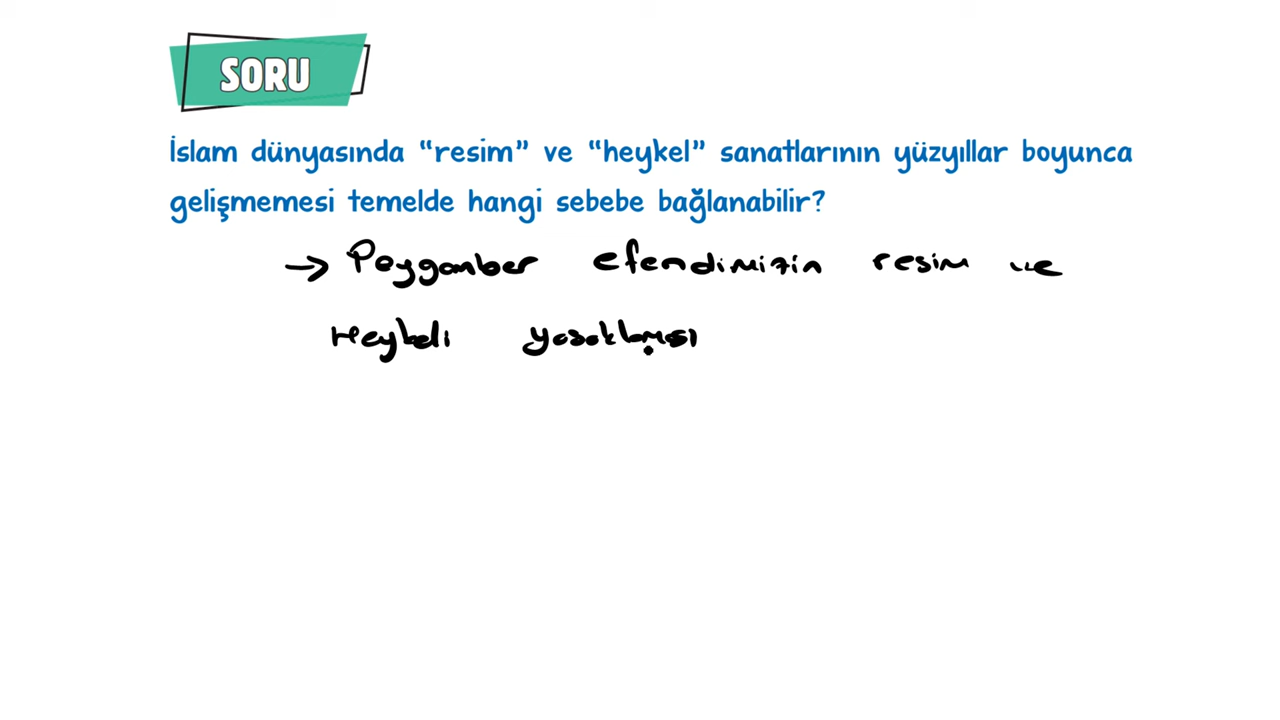 SORU
İslam dünyasında “resim” ve “heykel” sanatlarının yüzyıllar boyunca
gelişmemesi temelde hangi sebebe bağlanabilir?
→ Peygamber efendimizin resim ve
Heykeli yasaklaması